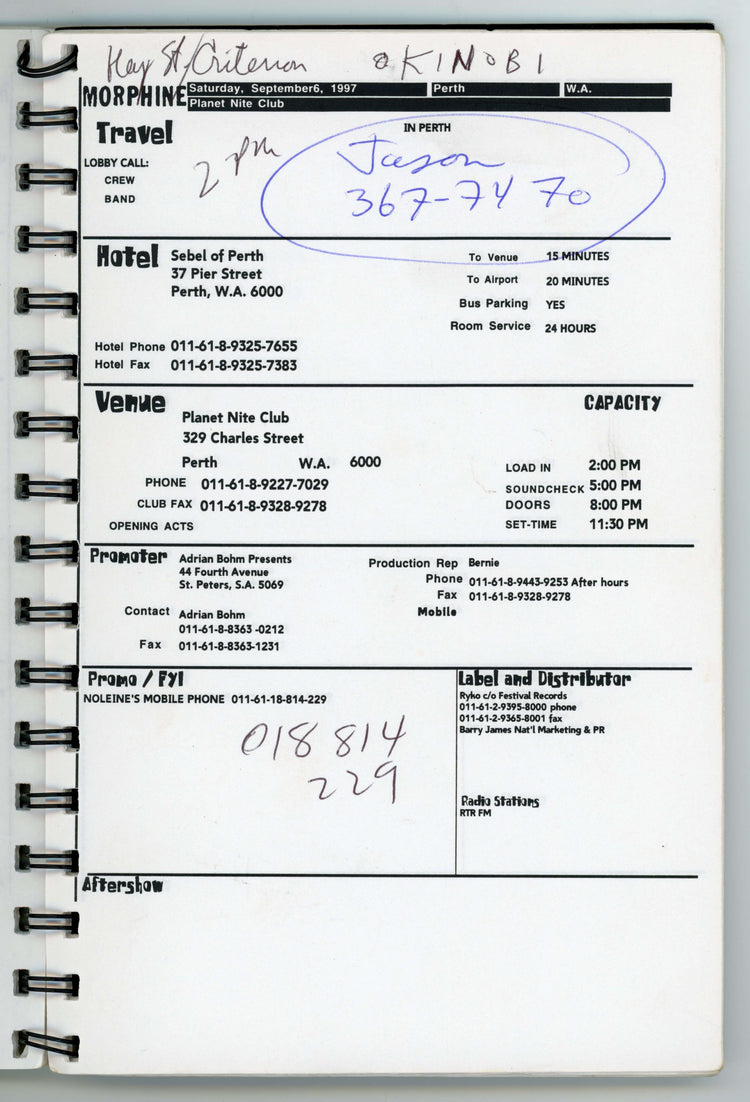 Hay St/Criterion OKINOBI
MORPHINE Saturday, September6, 1997 Perth W.A.
Planet Nite Club
Travel IN PERTH
LOBBY CALL: 2 pm Jason
CREW
BAND 367-74 70
Hotel Sebel of Perth To Venue 15 MINUTES
37 Pier Street To Airport 20 MINUTES
Perth, W.A. 6000 Bus Parking YES
Room Service 24 HOURS
Hotel Phone 011-61-8-9325-7655
Hotel Fax 011-61-8-9325-7383
Venue CAPACITY
Planet Nite Club
329 Charles Street
Perth W.A. 6000 LOAD IN 2:00 PM
PHONE 011-61-8-9227-7029 SOUNDCHECK 5:00 PM
CLUB FAX 011-61-8-9328-9278 DOORS 8:00 PM
OPENING ACTS SET-TIME 11:30 PM
Promoter Adrian Bohm Presents Production Rep Bernie
44 Fourth Avenue Phone 011-61-8-9443-9253 After hours
St. Peters, S.A. 5069 Fax 011-61-8-9328-9278
Contact Adrian Bohm Mobile
011-61-8-8363 -0212
Fax 011-61-8-8363-1231
Promo / FYI
NOLEINE'S MOBILE PHONE 011-61-18-814-229
018 814
229
Label and Distributor
Ryko c/o Festival Records
011-61-2-9395-8000 phone
011-61-2-9365-8001 fax
Barry James Nat'l Marketing & PR
Radio Stations
RTR FM
Aftershow